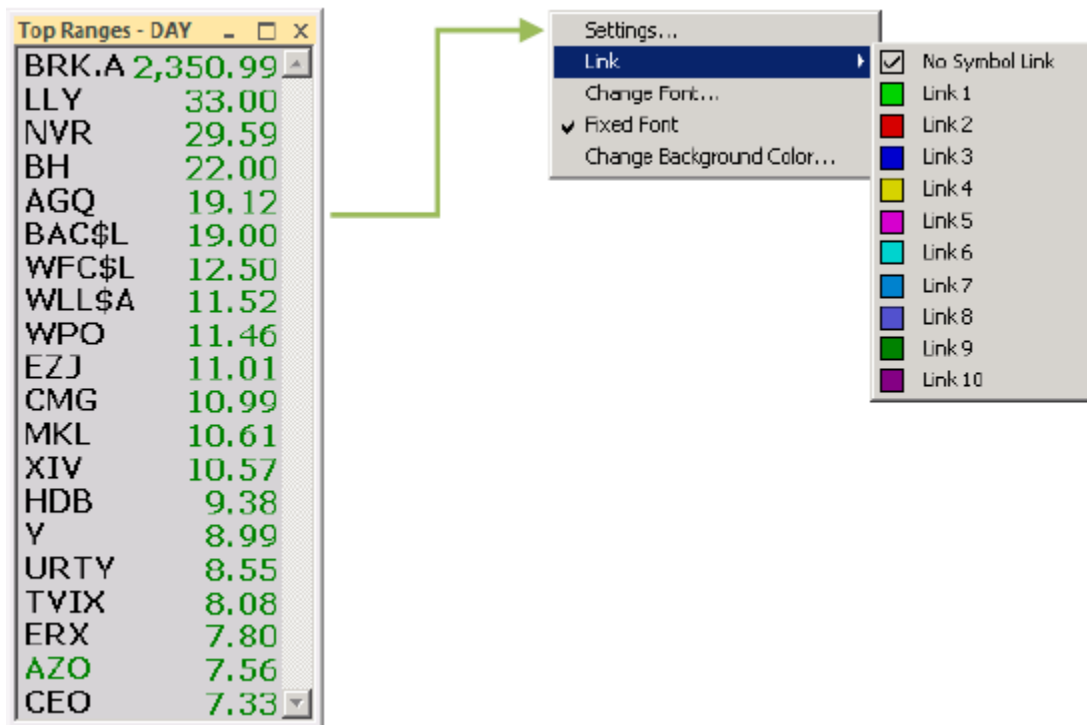 Top Ranges - DAY
BRK.A 2,350.99
LLY 33.00
NVR 29.59
BH 22.00
AGQ 19.12
BAC$L 19.00
WFC$L 12.50
WLL$A 11.52
WPO 11.46
EZJ 11.01
CMG 10.99
MKL 10.61
XIV 10.57
HDB 9.38
Y 8.99
URTY 8.55
TVIX 8.08
ERX 7.80
AZO 7.56
CEO 7.33
Settings...
Link
Change Font...
Fixed Font
Change Background Color...
No Symbol Link
Link 1
Link 2
Link 3
Link 4
Link 5
Link 6
Link 7
Link 8
Link 9
Link 10